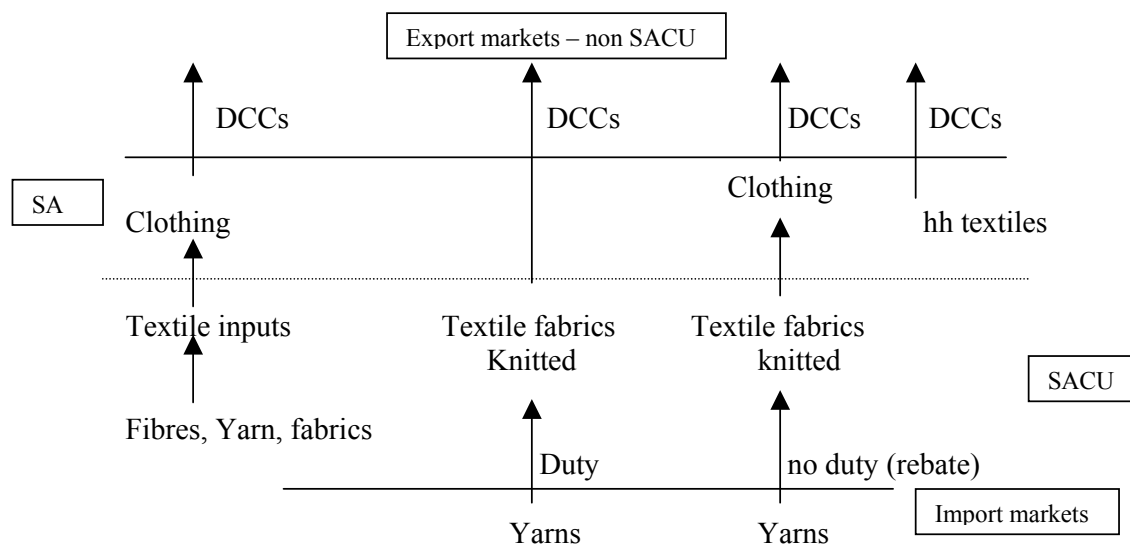 Export markets – non SACU
DCCs DCCs DCCs DCCs
SA
Clothing
Clothing
hh textiles
Textile inputs
Textile fabrics
Knitted
Textile fabrics
knitted
SACU
Fibres, Yarn, fabrics
Duty
no duty (rebate)
Import markets
Yarns
Yarns